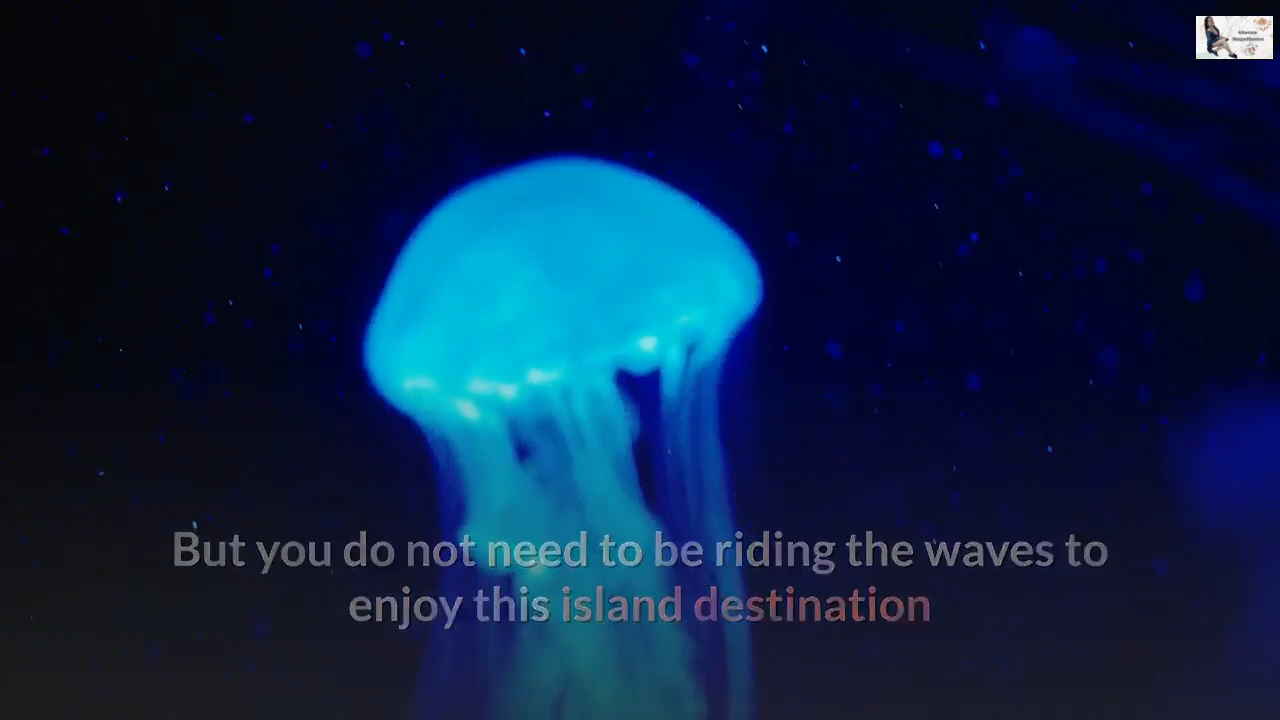 But you do not need to be riding the waves to
enjoy this island destination